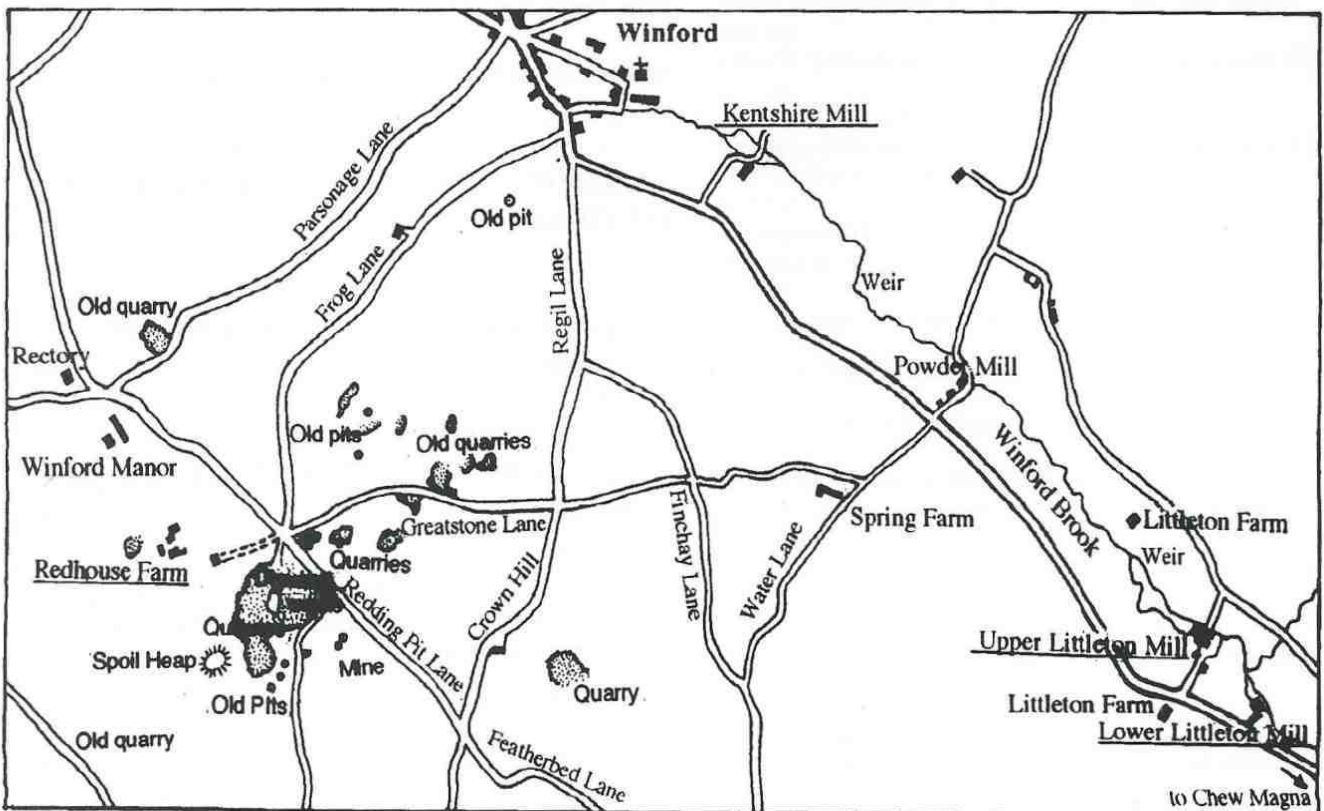 Winford
Kentshire Mill
Parsonage Lane
Old pit
Frog Lane
Regil Lane
Weir
Old quarry
Rectory
Powder Mill
Old pits
Old quarries
Winford Manor
Winford Brook
Greatstone Lane
Finchay Lane
Spring Farm
Littleton Farm
Quarries
Redhouse Farm
Weir
Water Lane
Redding Pit Lane
Crown Hill
Upper Littleton Mill
Spoil Heap
Mine
Quarry
Old Pits
Littleton Farm
Lower Littleton Mill
Old quarry
Featherbed Lane
to Chew Magna